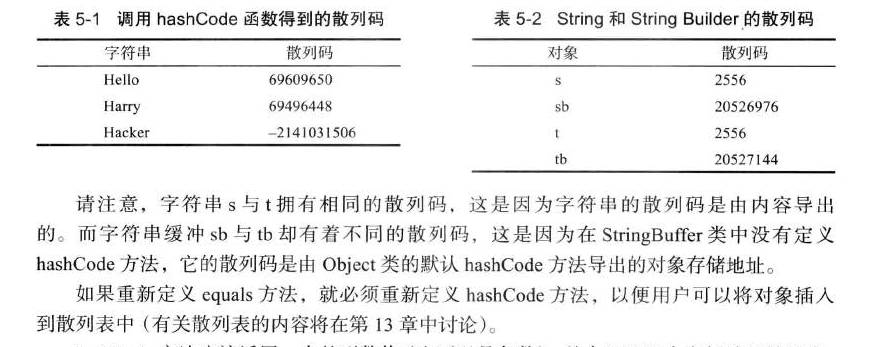 表 5-1 调用 hashCode 函数得到的散列码
字符串 散列码
Hello 69609650
Harry 69496448
Hacker –2141031506
表 5-2 String 和 String Builder 的散列码
对象 散列码
s 2556
sb 20526976
t 2556
tb 20527144
请注意，字符串 s 与 t 拥有相同的散列码，这是因为字符串的散列码是由内容导出
的。而字符串缓冲 sb 与 tb 却有着不同的散列码，这是因为在 StringBuffer 类中没有定义
hashCode 方法，它的散列码是由 Object 类的默认 hashCode 方法导出的对象存储地址。
如果重新定义 equals 方法，就必须重新定义 hashCode 方法，以便用户可以将对象插入
到散列表中（有关散列表的内容将在第 13 章中讨论）。